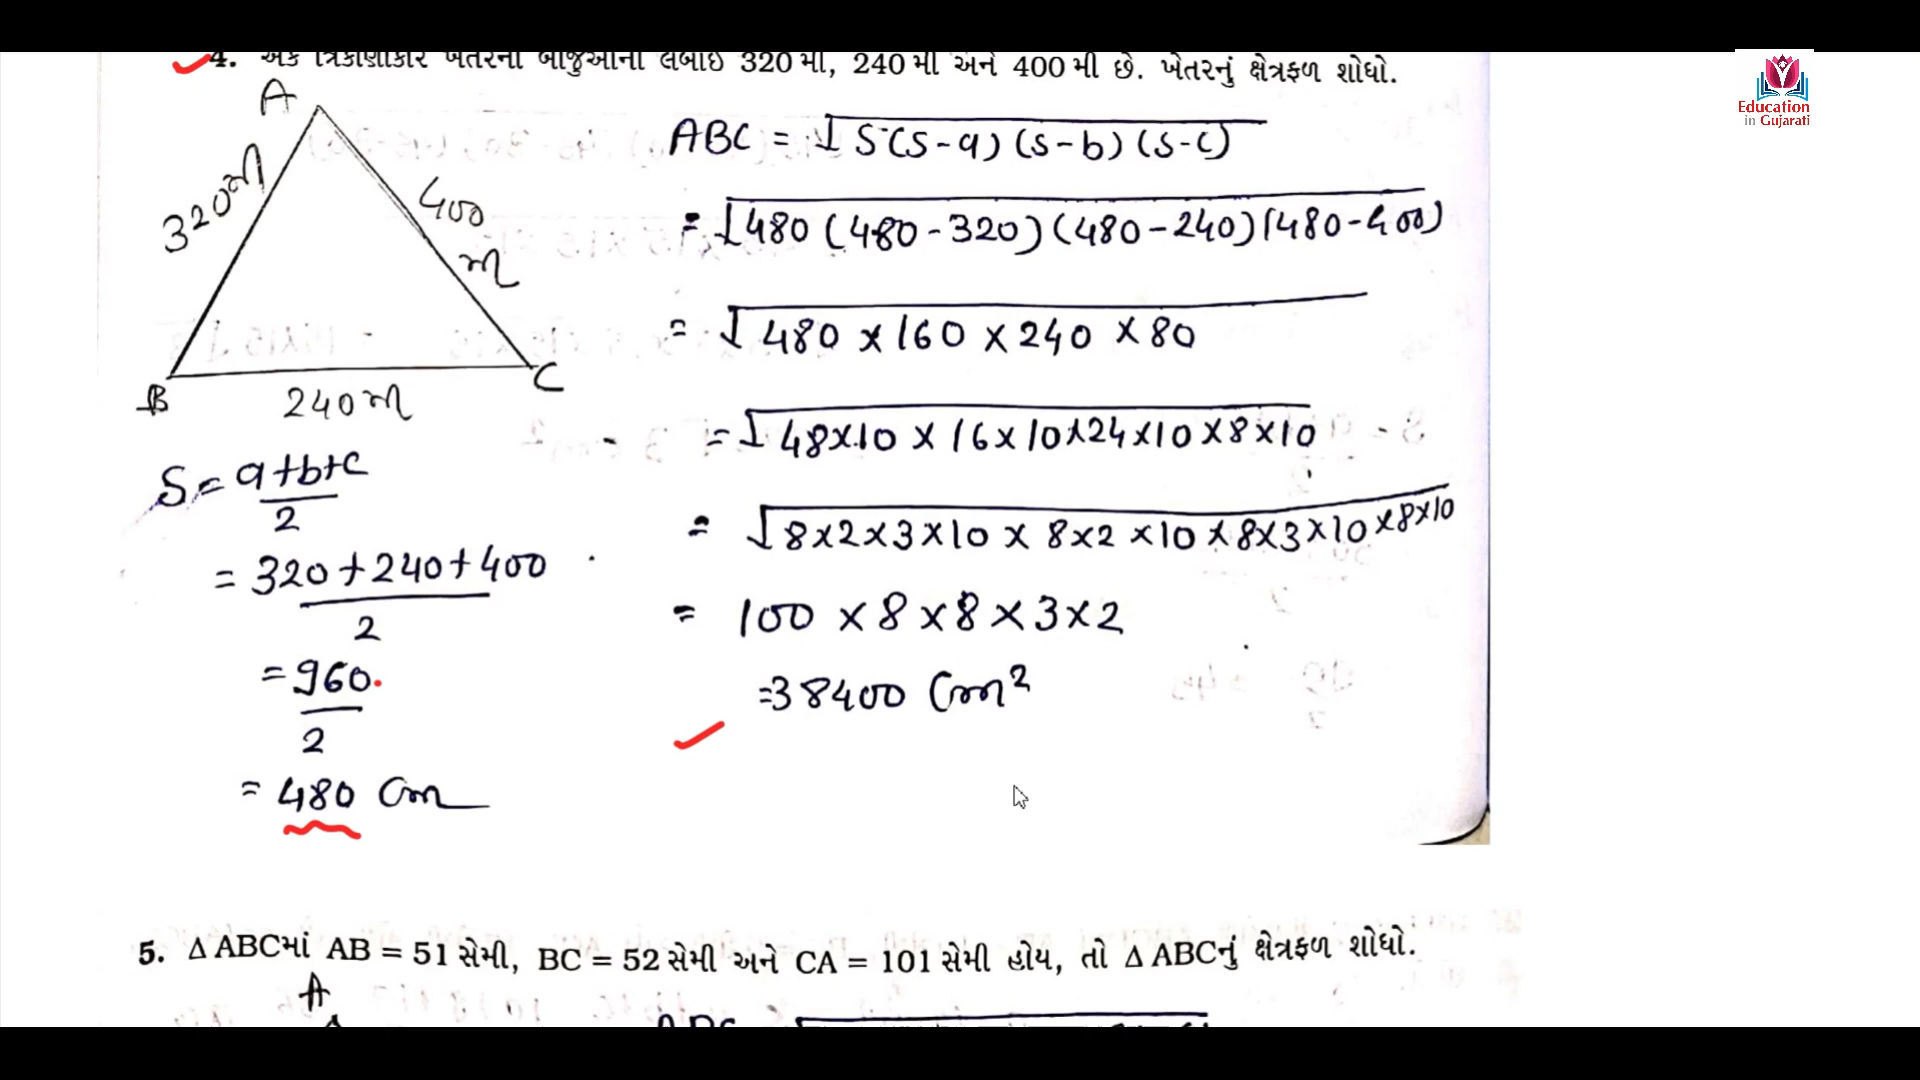 4. એક ત્રિકોણાકાર ખેતરની બાજુઓની લંબાઈ 320 મી, 240 મી અને 400 મી છે. ખેતરનું ક્ષેત્રફળ શોધો.
Education
in Gujarati
A
320મી
400
મી
B
C
240મી
ABC = √S(S-a)(s-b)(s-c)
= √480(480-320)(480-240)(480-400)
= √480 × 160 × 240 × 80
= √48×10 × 16×10×24×10×8×10
= √8×2×3×10 × 8×2×10×8×3×10×8×10
= 100 × 8 × 8 × 3 × 2
=38400 Cm²
S = a+b+c
2
= 320+240+400
2
= 960
2
= 480 Cm
5. Δ ABCમાં AB = 51 સેમી, BC = 52 સેમી અને CA = 101 સેમી હોય, તો Δ ABCનું ક્ષેત્રફળ શોધો.
A